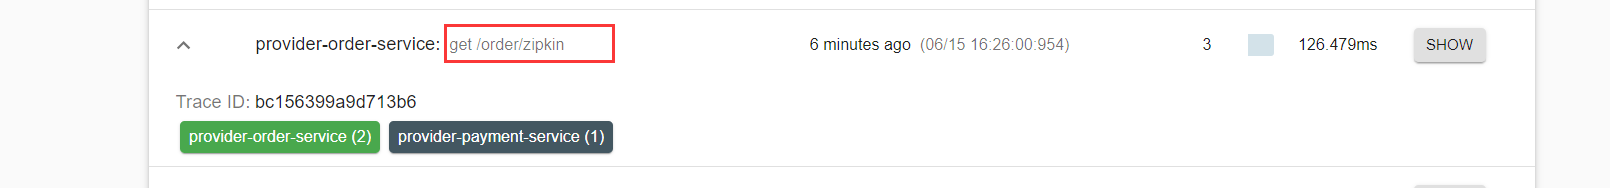 provider-order-service: get /order/zipkin 6 minutes ago (06/15 16:26:00:954) 3 126.479ms SHOW
Trace ID: bc156399a9d713b6
provider-order-service (2) provider-payment-service (1)